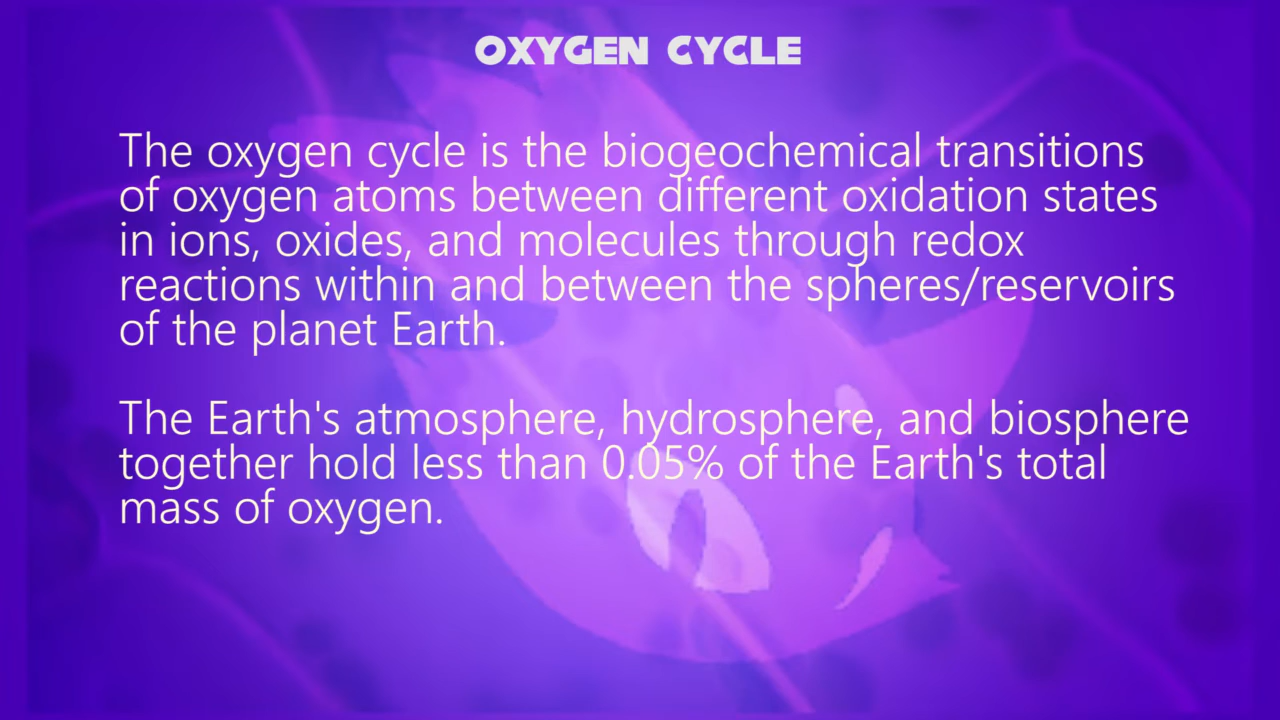 OXYGEN CYCLE
The oxygen cycle is the biogeochemical transitions
of oxygen atoms between different oxidation states
in ions, oxides, and molecules through redox
reactions within and between the spheres/reservoirs
of the planet Earth.
The Earth's atmosphere, hydrosphere, and biosphere
together hold less than 0.05% of the Earth's total
mass of oxygen.